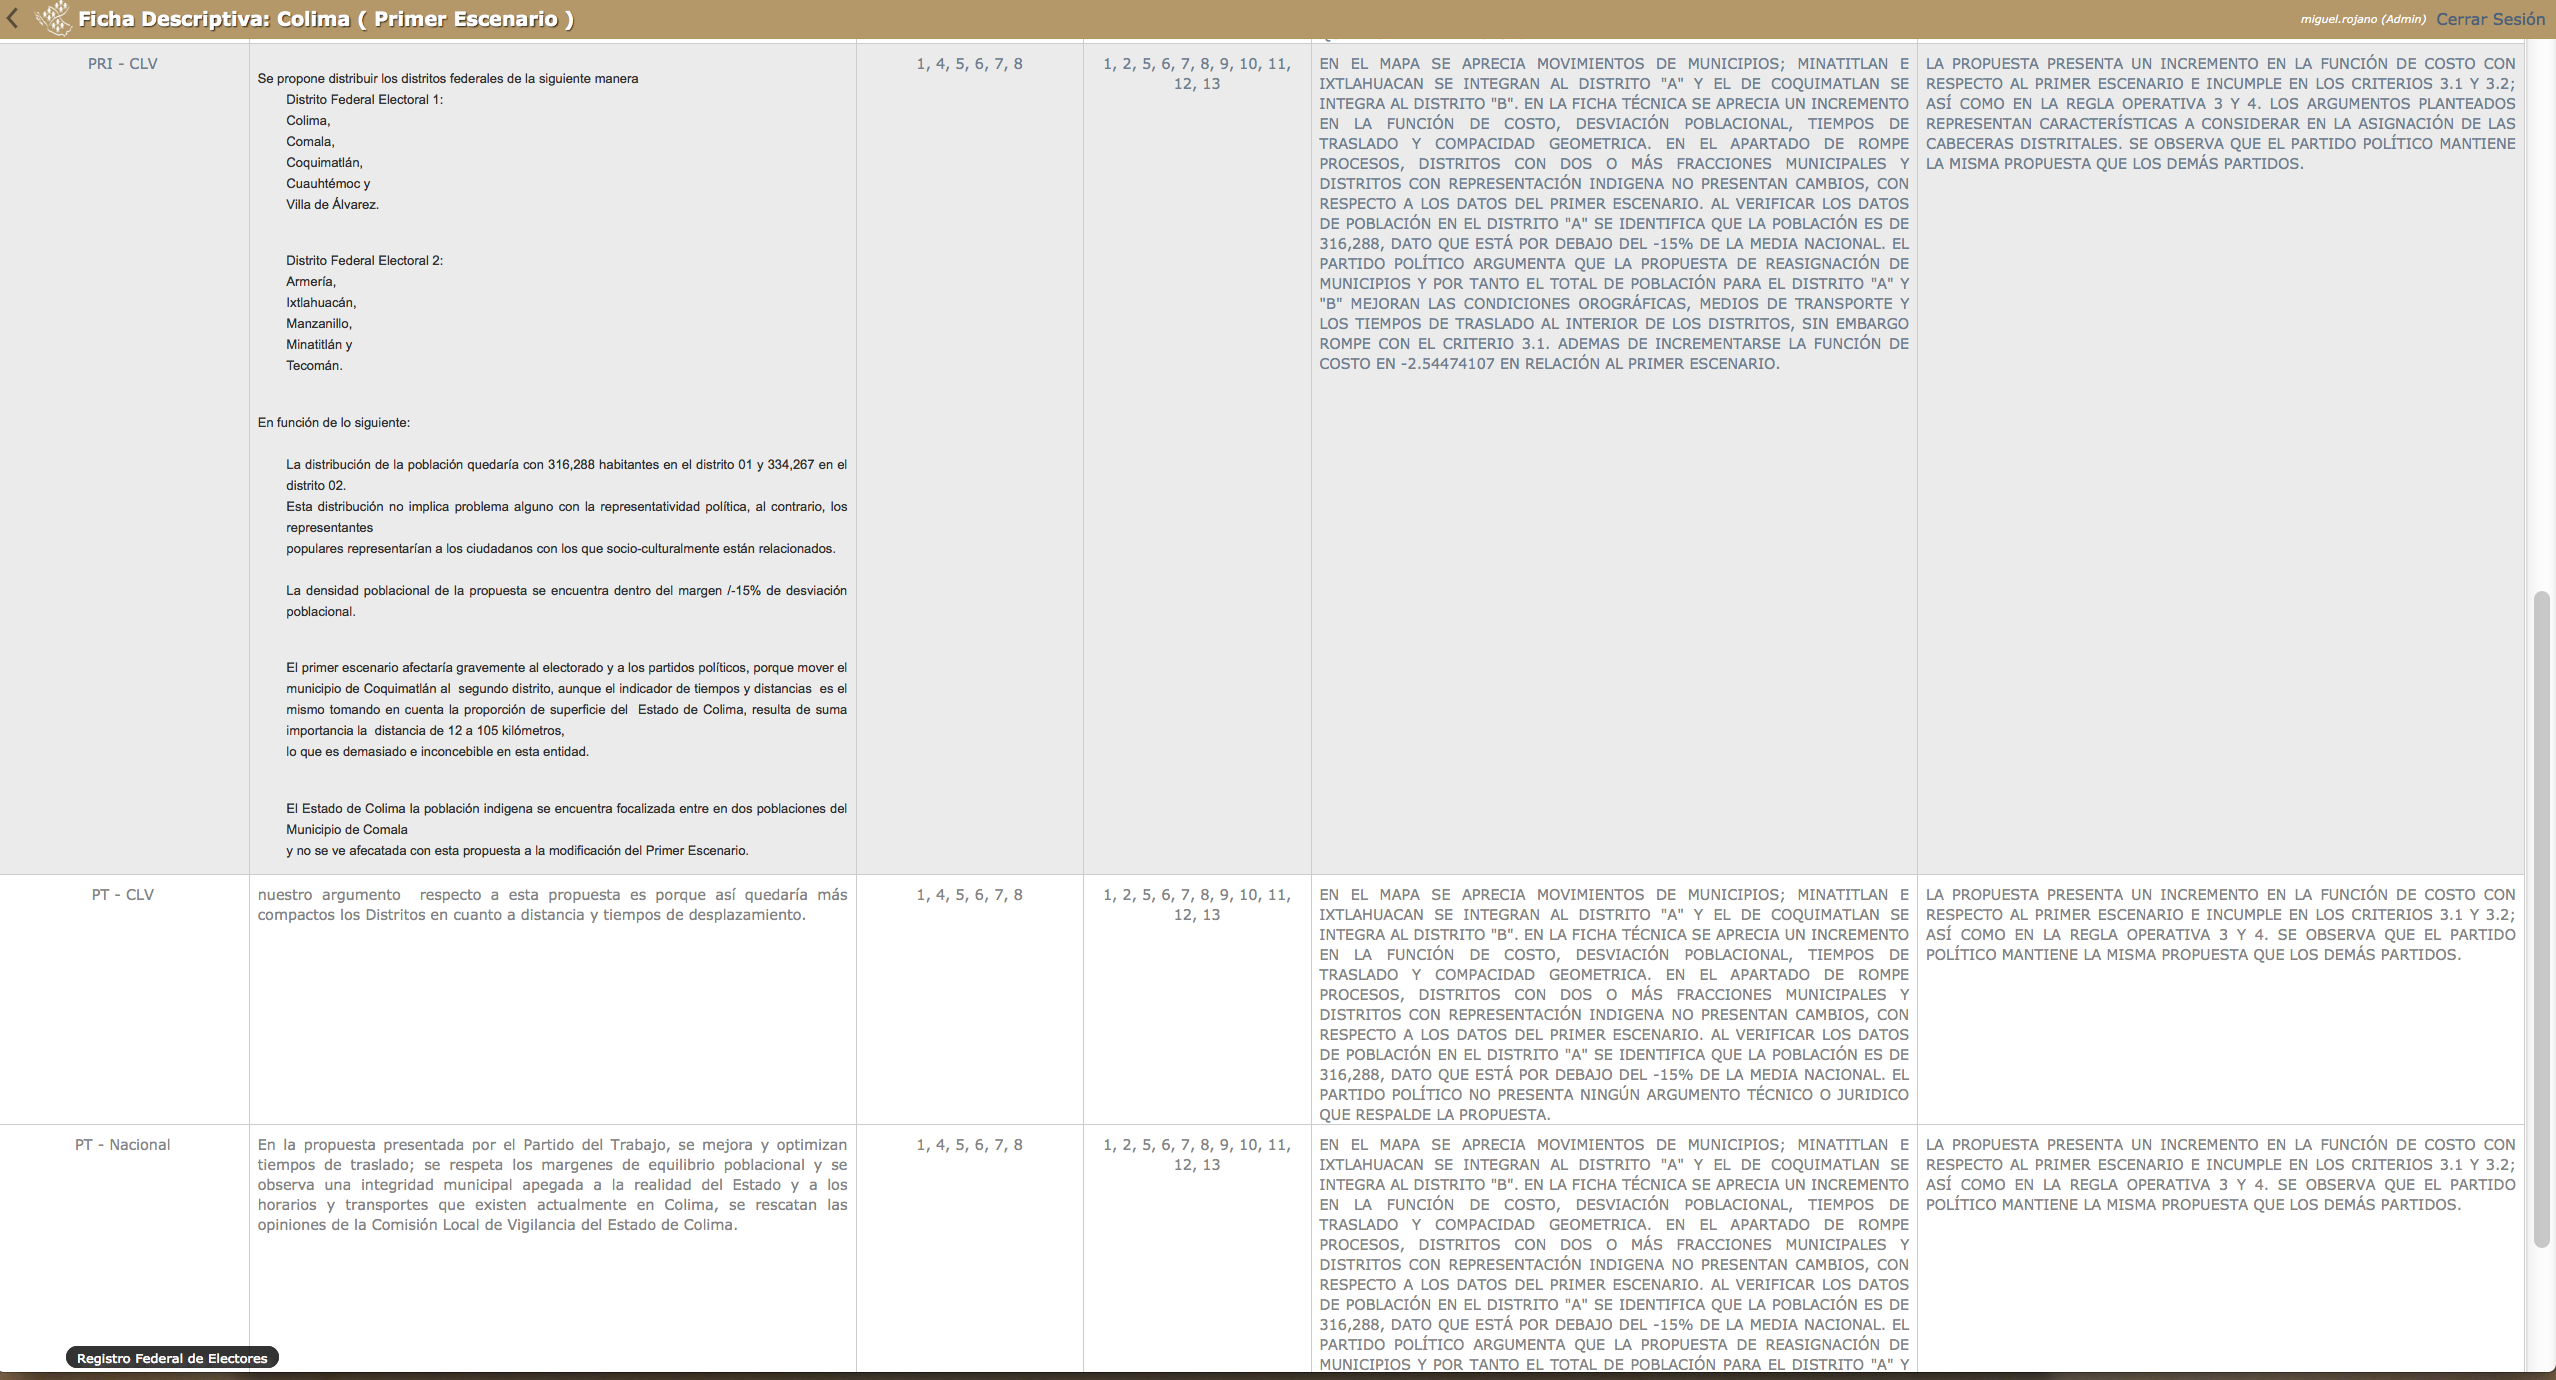 Ficha Descriptiva: Colima ( Primer Escenario )
miguel.rojano (Admin) Cerrar Sesión
PRI - CLV
Se propone distribuir los distritos federales de la siguiente manera
Distrito Federal Electoral 1:
Colima,
Comala,
Coquimatlán,
Cuauhtémoc y
Villa de Álvarez.
Distrito Federal Electoral 2:
Armería,
Ixtlahuacán,
Manzanillo,
Minatitlán y
Tecomán.
En función de lo siguiente:
La distribución de la población quedaría con 316,288 habitantes en el distrito 01 y 334,267 en el
distrito 02.
Esta distribución no implica problema alguno con la representatividad política, al contrario, los
representantes
populares representarían a los ciudadanos con los que socio-culturalmente están relacionados.
La densidad poblacional de la propuesta se encuentra dentro del margen /-15% de desviación
poblacional.
El primer escenario afectaría gravemente al electorado y a los partidos políticos, porque mover el
municipio de Coquimatlán al segundo distrito, aunque el indicador de tiempos y distancias es el
mismo tomando en cuenta la proporción de superficie del Estado de Colima, resulta de suma
importancia la distancia de 12 a 105 kilómetros,
lo que es demasiado e inconcebible en esta entidad.
El Estado de Colima la población indigena se encuentra focalizada entre en dos poblaciones del
Municipio de Comala
y no se ve afecatada con esta propuesta a la modificación del Primer Escenario.
1, 4, 5, 6, 7, 8
1, 2, 5, 6, 7, 8, 9, 10, 11,
12, 13
EN EL MAPA SE APRECIA MOVIMIENTOS DE MUNICIPIOS; MINATITLAN E
IXTLAHUACAN SE INTEGRAN AL DISTRITO "A" Y EL DE COQUIMATLAN SE
INTEGRA AL DISTRITO "B". EN LA FICHA TÉCNICA SE APRECIA UN INCREMENTO
EN LA FUNCIÓN DE COSTO, DESVIACIÓN POBLACIONAL, TIEMPOS DE
TRASLADO Y COMPACIDAD GEOMETRICA. EN EL APARTADO DE ROMPE
PROCESOS, DISTRITOS CON DOS O MÁS FRACCIONES MUNICIPALES Y
DISTRITOS CON REPRESENTACIÓN INDIGENA NO PRESENTAN CAMBIOS, CON
RESPECTO A LOS DATOS DEL PRIMER ESCENARIO. AL VERIFICAR LOS DATOS
DE POBLACIÓN EN EL DISTRITO "A" SE IDENTIFICA QUE LA POBLACIÓN ES DE
316,288, DATO QUE ESTÁ POR DEBAJO DEL -15% DE LA MEDIA NACIONAL. EL
PARTIDO POLÍTICO ARGUMENTA QUE LA PROPUESTA DE REASIGNACIÓN DE
MUNICIPIOS Y POR TANTO EL TOTAL DE POBLACIÓN PARA EL DISTRITO "A" Y
"B" MEJORAN LAS CONDICIONES OROGRÁFICAS, MEDIOS DE TRANSPORTE Y
LOS TIEMPOS DE TRASLADO AL INTERIOR DE LOS DISTRITOS, SIN EMBARGO
ROMPE CON EL CRITERIO 3.1. ADEMAS DE INCREMENTARSE LA FUNCIÓN DE
COSTO EN -2.54474107 EN RELACIÓN AL PRIMER ESCENARIO.
LA PROPUESTA PRESENTA UN INCREMENTO EN LA FUNCIÓN DE COSTO CON
RESPECTO AL PRIMER ESCENARIO E INCUMPLE EN LOS CRITERIOS 3.1 Y 3.2;
ASÍ COMO EN LA REGLA OPERATIVA 3 Y 4. LOS ARGUMENTOS PLANTEADOS
REPRESENTAN CARACTERÍSTICAS A CONSIDERAR EN LA ASIGNACIÓN DE LAS
CABECERAS DISTRITALES. SE OBSERVA QUE EL PARTIDO POLÍTICO MANTIENE
LA MISMA PROPUESTA QUE LOS DEMÁS PARTIDOS.
PT - CLV
nuestro argumento respecto a esta propuesta es porque así quedaría más
compactos los Distritos en cuanto a distancia y tiempos de desplazamiento.
1, 4, 5, 6, 7, 8
1, 2, 5, 6, 7, 8, 9, 10, 11,
12, 13
EN EL MAPA SE APRECIA MOVIMIENTOS DE MUNICIPIOS; MINATITLAN E
IXTLAHUACAN SE INTEGRAN AL DISTRITO "A" Y EL DE COQUIMATLAN SE
INTEGRA AL DISTRITO "B". EN LA FICHA TÉCNICA SE APRECIA UN INCREMENTO
EN LA FUNCIÓN DE COSTO, DESVIACIÓN POBLACIONAL, TIEMPOS DE
TRASLADO Y COMPACIDAD GEOMETRICA. EN EL APARTADO DE ROMPE
PROCESOS, DISTRITOS CON DOS O MÁS FRACCIONES MUNICIPALES Y
DISTRITOS CON REPRESENTACIÓN INDIGENA NO PRESENTAN CAMBIOS, CON
RESPECTO A LOS DATOS DEL PRIMER ESCENARIO. AL VERIFICAR LOS DATOS
DE POBLACIÓN EN EL DISTRITO "A" SE IDENTIFICA QUE LA POBLACIÓN ES DE
316,288, DATO QUE ESTÁ POR DEBAJO DEL -15% DE LA MEDIA NACIONAL. EL
PARTIDO POLÍTICO NO PRESENTA NINGÚN ARGUMENTO TÉCNICO O JURIDICO
QUE RESPALDE LA PROPUESTA.
LA PROPUESTA PRESENTA UN INCREMENTO EN LA FUNCIÓN DE COSTO CON
RESPECTO AL PRIMER ESCENARIO E INCUMPLE EN LOS CRITERIOS 3.1 Y 3.2;
ASÍ COMO EN LA REGLA OPERATIVA 3 Y 4. SE OBSERVA QUE EL PARTIDO
POLÍTICO MANTIENE LA MISMA PROPUESTA QUE LOS DEMÁS PARTIDOS.
PT - Nacional
En la propuesta presentada por el Partido del Trabajo, se mejora y optimizan
tiempos de traslado; se respeta los margenes de equilibrio poblacional y se
observa una integridad municipal apegada a la realidad del Estado y a los
horarios y transportes que existen actualmente en Colima, se rescatan las
opiniones de la Comisión Local de Vigilancia del Estado de Colima.
1, 4, 5, 6, 7, 8
1, 2, 5, 6, 7, 8, 9, 10, 11,
12, 13
EN EL MAPA SE APRECIA MOVIMIENTOS DE MUNICIPIOS; MINATITLAN E
IXTLAHUACAN SE INTEGRAN AL DISTRITO "A" Y EL DE COQUIMATLAN SE
INTEGRA AL DISTRITO "B". EN LA FICHA TÉCNICA SE APRECIA UN INCREMENTO
EN LA FUNCIÓN DE COSTO, DESVIACIÓN POBLACIONAL, TIEMPOS DE
TRASLADO Y COMPACIDAD GEOMETRICA. EN EL APARTADO DE ROMPE
PROCESOS, DISTRITOS CON DOS O MÁS FRACCIONES MUNICIPALES Y
DISTRITOS CON REPRESENTACIÓN INDIGENA NO PRESENTAN CAMBIOS, CON
RESPECTO A LOS DATOS DEL PRIMER ESCENARIO. AL VERIFICAR LOS DATOS
DE POBLACIÓN EN EL DISTRITO "A" SE IDENTIFICA QUE LA POBLACIÓN ES DE
316,288, DATO QUE ESTÁ POR DEBAJO DEL -15% DE LA MEDIA NACIONAL. EL
PARTIDO POLÍTICO ARGUMENTA QUE LA PROPUESTA DE REASIGNACIÓN DE
MUNICIPIOS Y POR TANTO EL TOTAL DE POBLACIÓN PARA EL DISTRITO "A" Y
LA PROPUESTA PRESENTA UN INCREMENTO EN LA FUNCIÓN DE COSTO CON
RESPECTO AL PRIMER ESCENARIO E INCUMPLE EN LOS CRITERIOS 3.1 Y 3.2;
ASÍ COMO EN LA REGLA OPERATIVA 3 Y 4. SE OBSERVA QUE EL PARTIDO
POLÍTICO MANTIENE LA MISMA PROPUESTA QUE LOS DEMÁS PARTIDOS.
Registro Federal de Electores